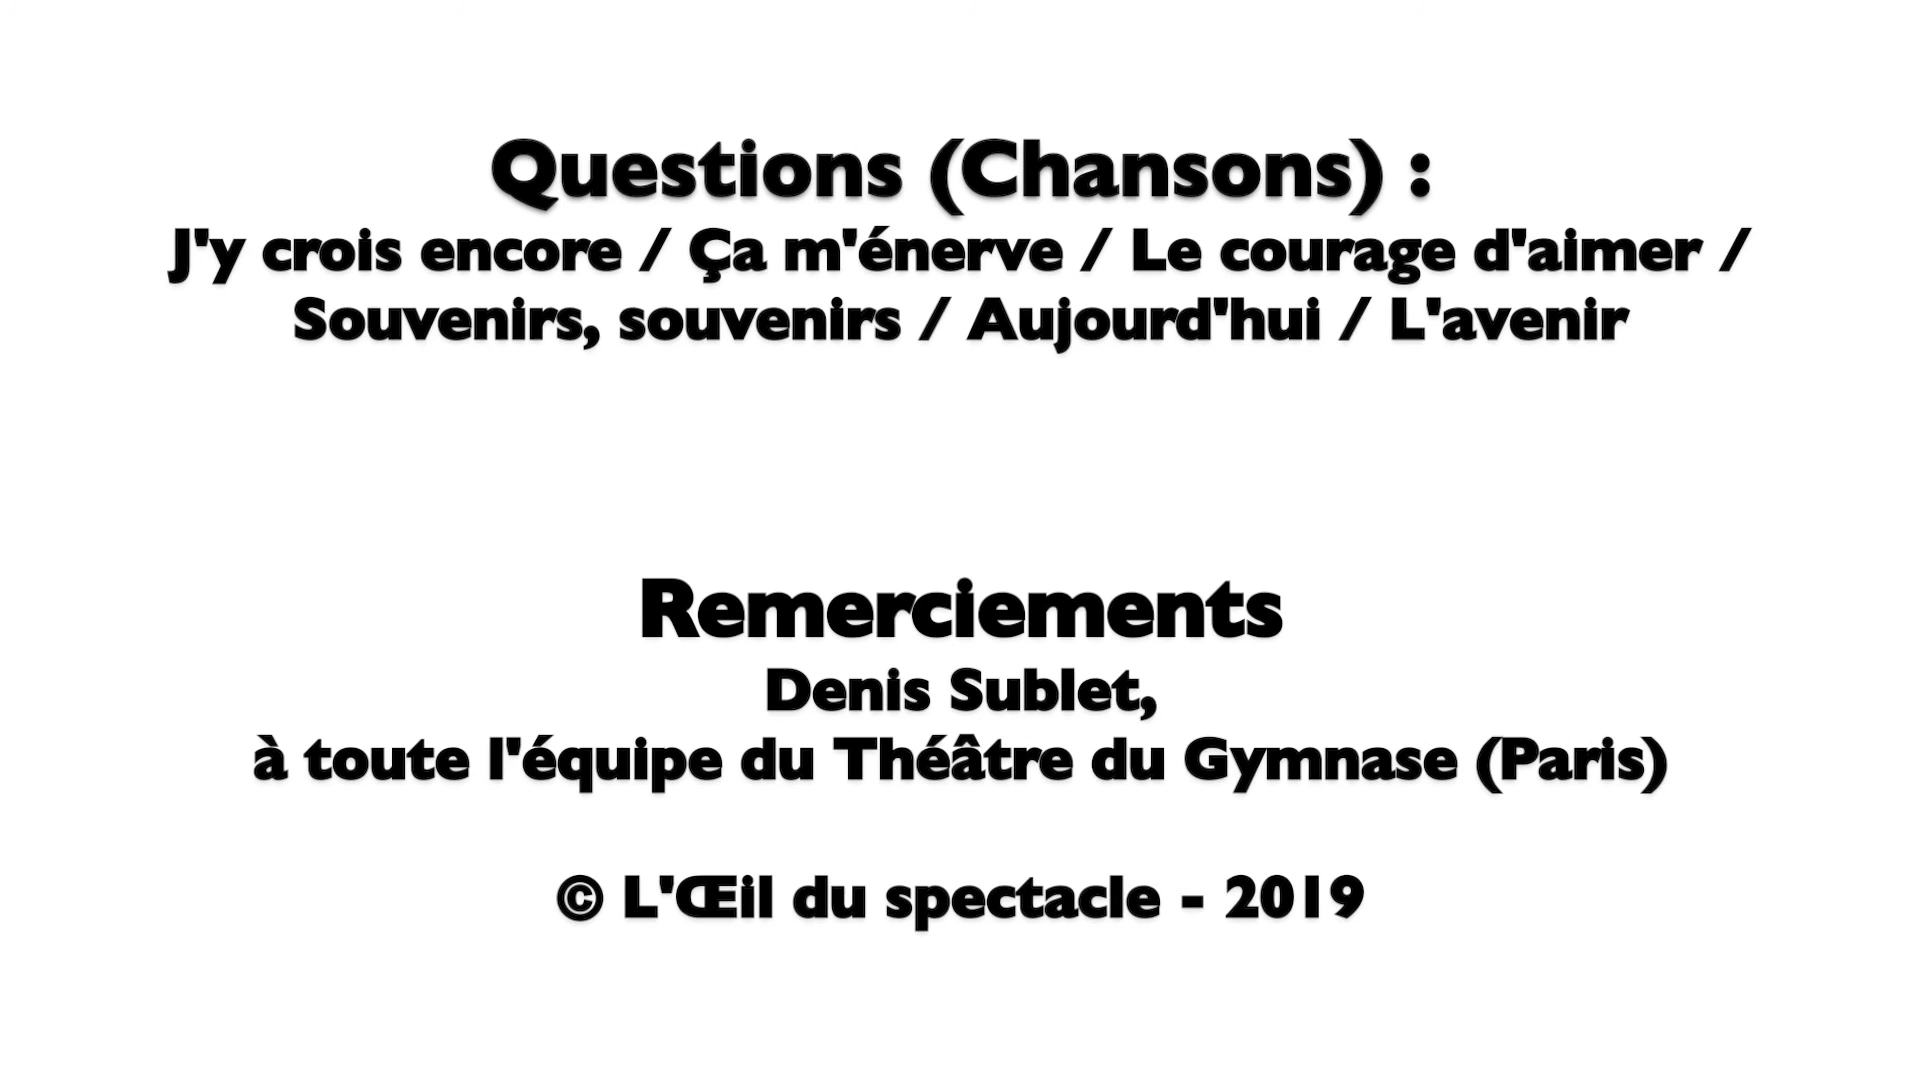 Questions (Chansons) :
J'y crois encore / Ça m'énerve / Le courage d'aimer /
Souvenirs, souvenirs / Aujourd'hui / L'avenir
Remerciements
Denis Sublet,
à toute l'équipe du Théâtre du Gymnase (Paris)
© L'Œil du spectacle - 2019